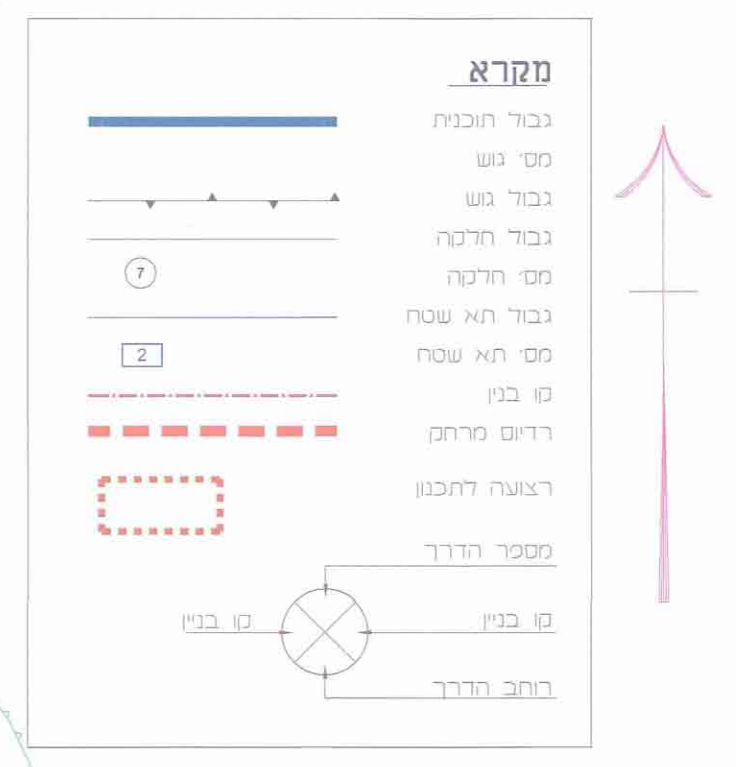 מקרא
גבול תוכנית
מס' גוש
גבול גוש
גבול חלקה
מס' חלקה 7
גבול תא שטח
מס' תא שטח 2
קו בנין
רדיוס מרחק
רצועה לתכנון
מספר הדרך
קו בניין קו בניין
רוחב הדרך